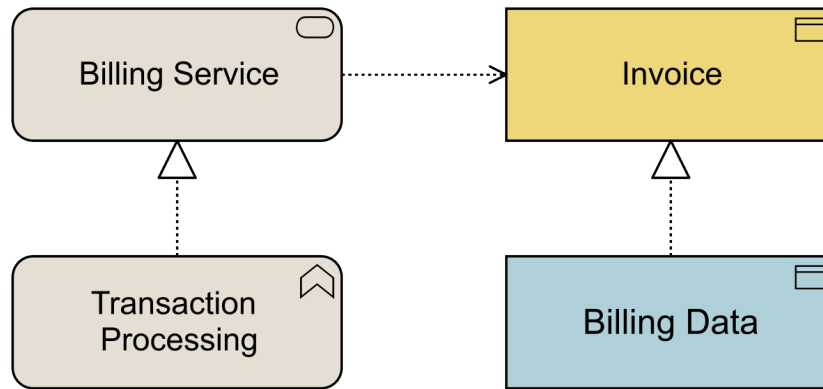 Billing Service
Invoice
Transaction
Processing
Billing Data